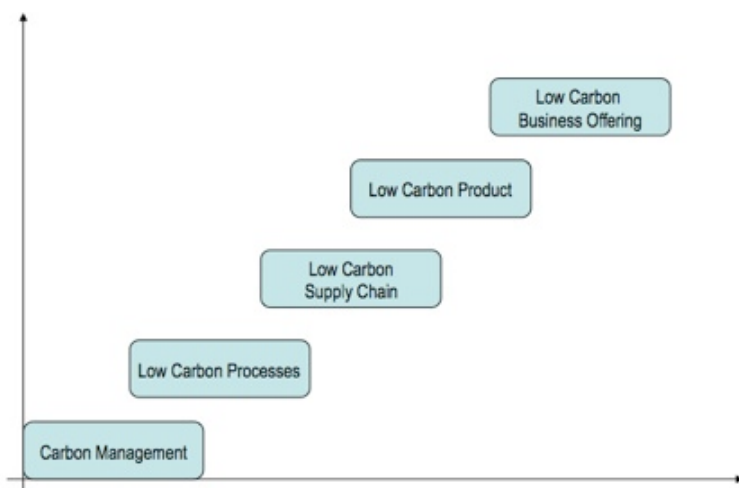 Low Carbon
Business Offering
Low Carbon Product
Low Carbon
Supply Chain
Low Carbon Processes
Carbon Management